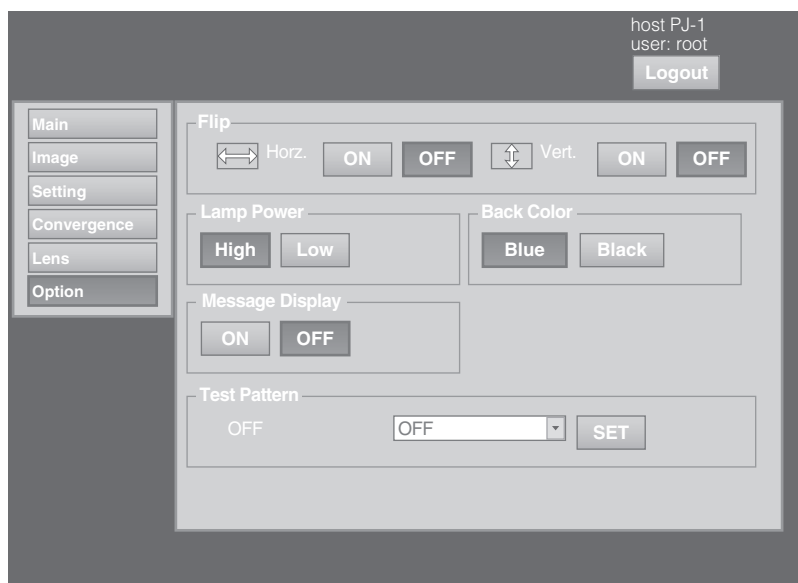 host PJ-1
user: root
Logout
Main
Image
Setting
Convergence
Lens
Option
Flip
Horz. ON OFF Vert. ON OFF
Lamp Power
High Low
Back Color
Blue Black
Message Display
ON OFF
Test Pattern
OFF OFF SET